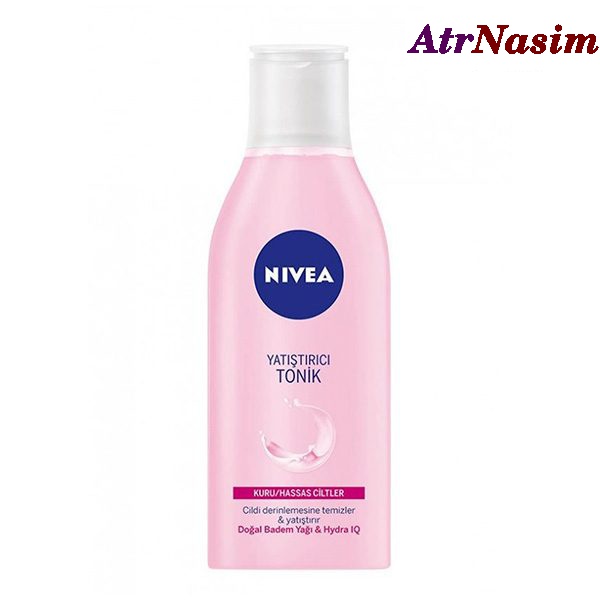 AtrNasim
NIVEA
YATIŞTIRICI
TONİK
KURU/HASSAS CİLTLER
Cildi derinlemesine temizler
& yatıştırır
Doğal Badem Yağı & Hydra IQ